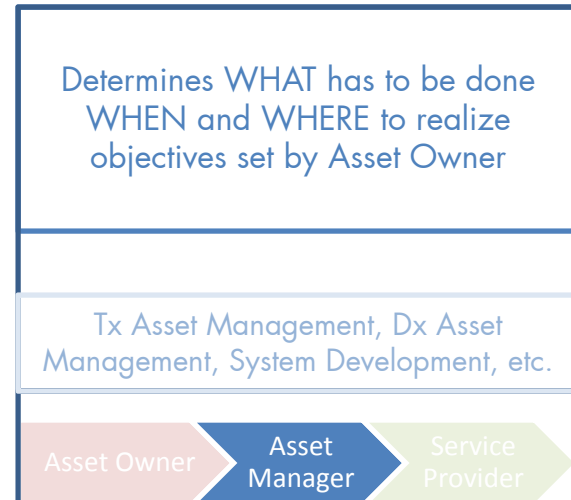 Determines WHAT has to be done
WHEN and WHERE to realize
objectives set by Asset Owner
Tx Asset Management, Dx Asset
Management, System Development, etc.
Asset Owner
Asset
Manager
Service
Provider